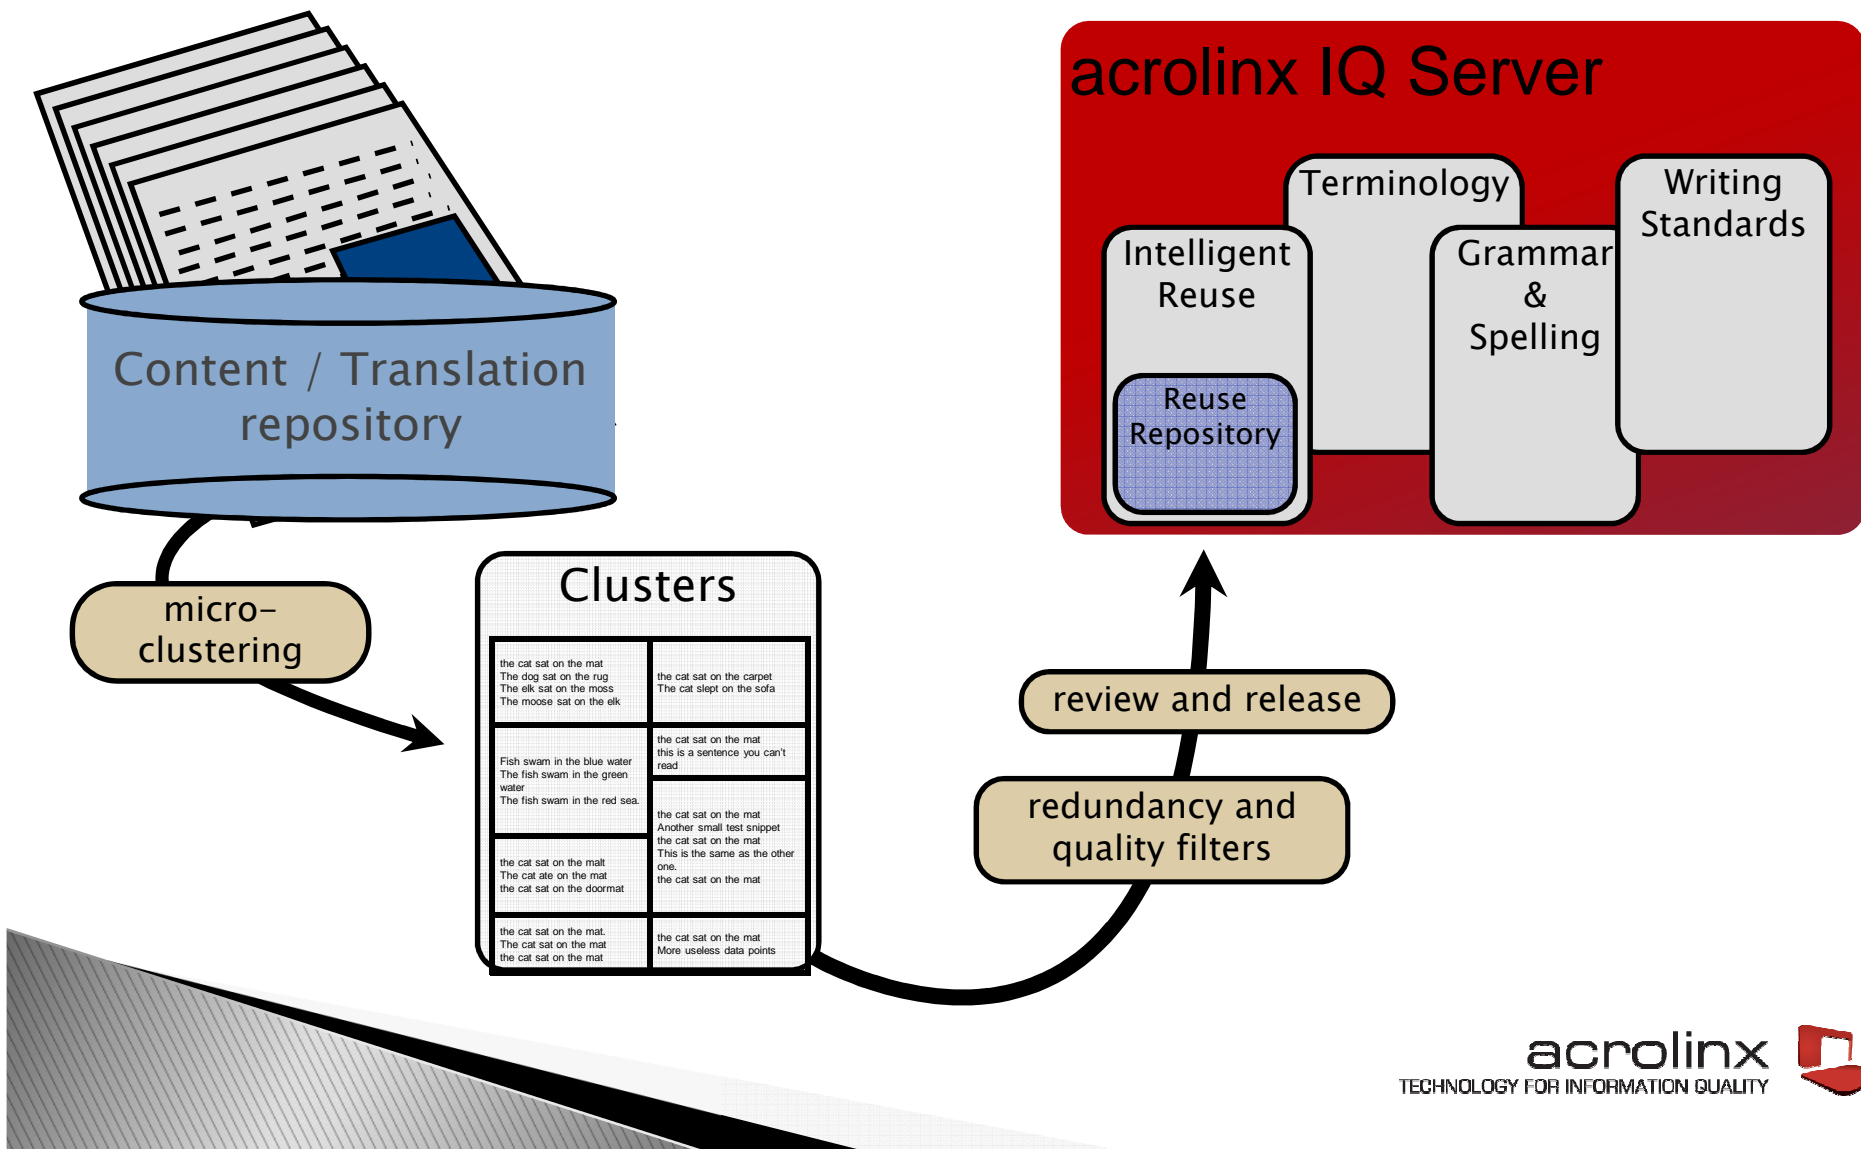 acrolinx IQ Server
Terminology
Writing
Standards
Intelligent
Reuse
Grammar
&
Spelling
Reuse
Repository
Content / Translation
repository
micro-
clustering
Clusters
the cat sat on the mat
The dog sat on the rug
The elk sat on the moss
The moose sat on the elk
the cat sat on the carpet
The cat slept on the sofa
Fish swam in the blue water
The fish swam in the green
water
The fish swam in the red sea.
the cat sat on the mat
this is a sentence you can't
read
the cat sat on the mat
Another small test snippet
the cat sat on the mat
This is the same as the other
one.
the cat sat on the mat
the cat sat on the malt
The cat ate on the mat
the cat sat on the doormat
the cat sat on the mat.
The cat sat on the mat
the cat sat on the mat
the cat sat on the mat
More useless data points
review and release
redundancy and
quality filters
acrolinx
TECHNOLOGY FOR INFORMATION QUALITY